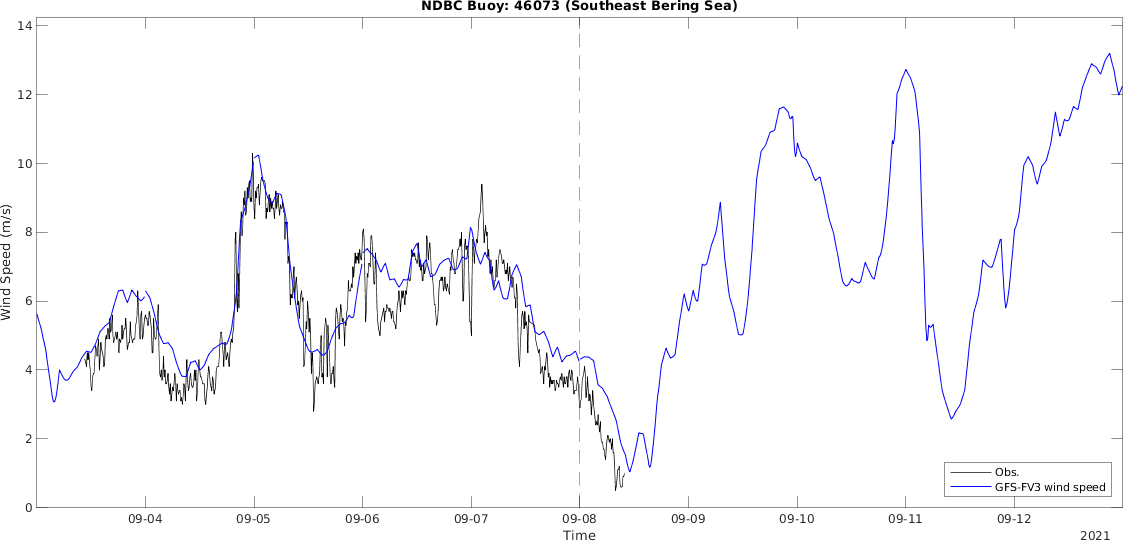 NDBC Buoy: 46073 (Southeast Bering Sea)
Wind Speed (m/s)
14
12
10
8
6
4
2
0
Obs.
GFS-FV3 wind speed
09-04 09-05 09-06 09-07 09-08 09-09 09-10 09-11 09-12
Time
2021